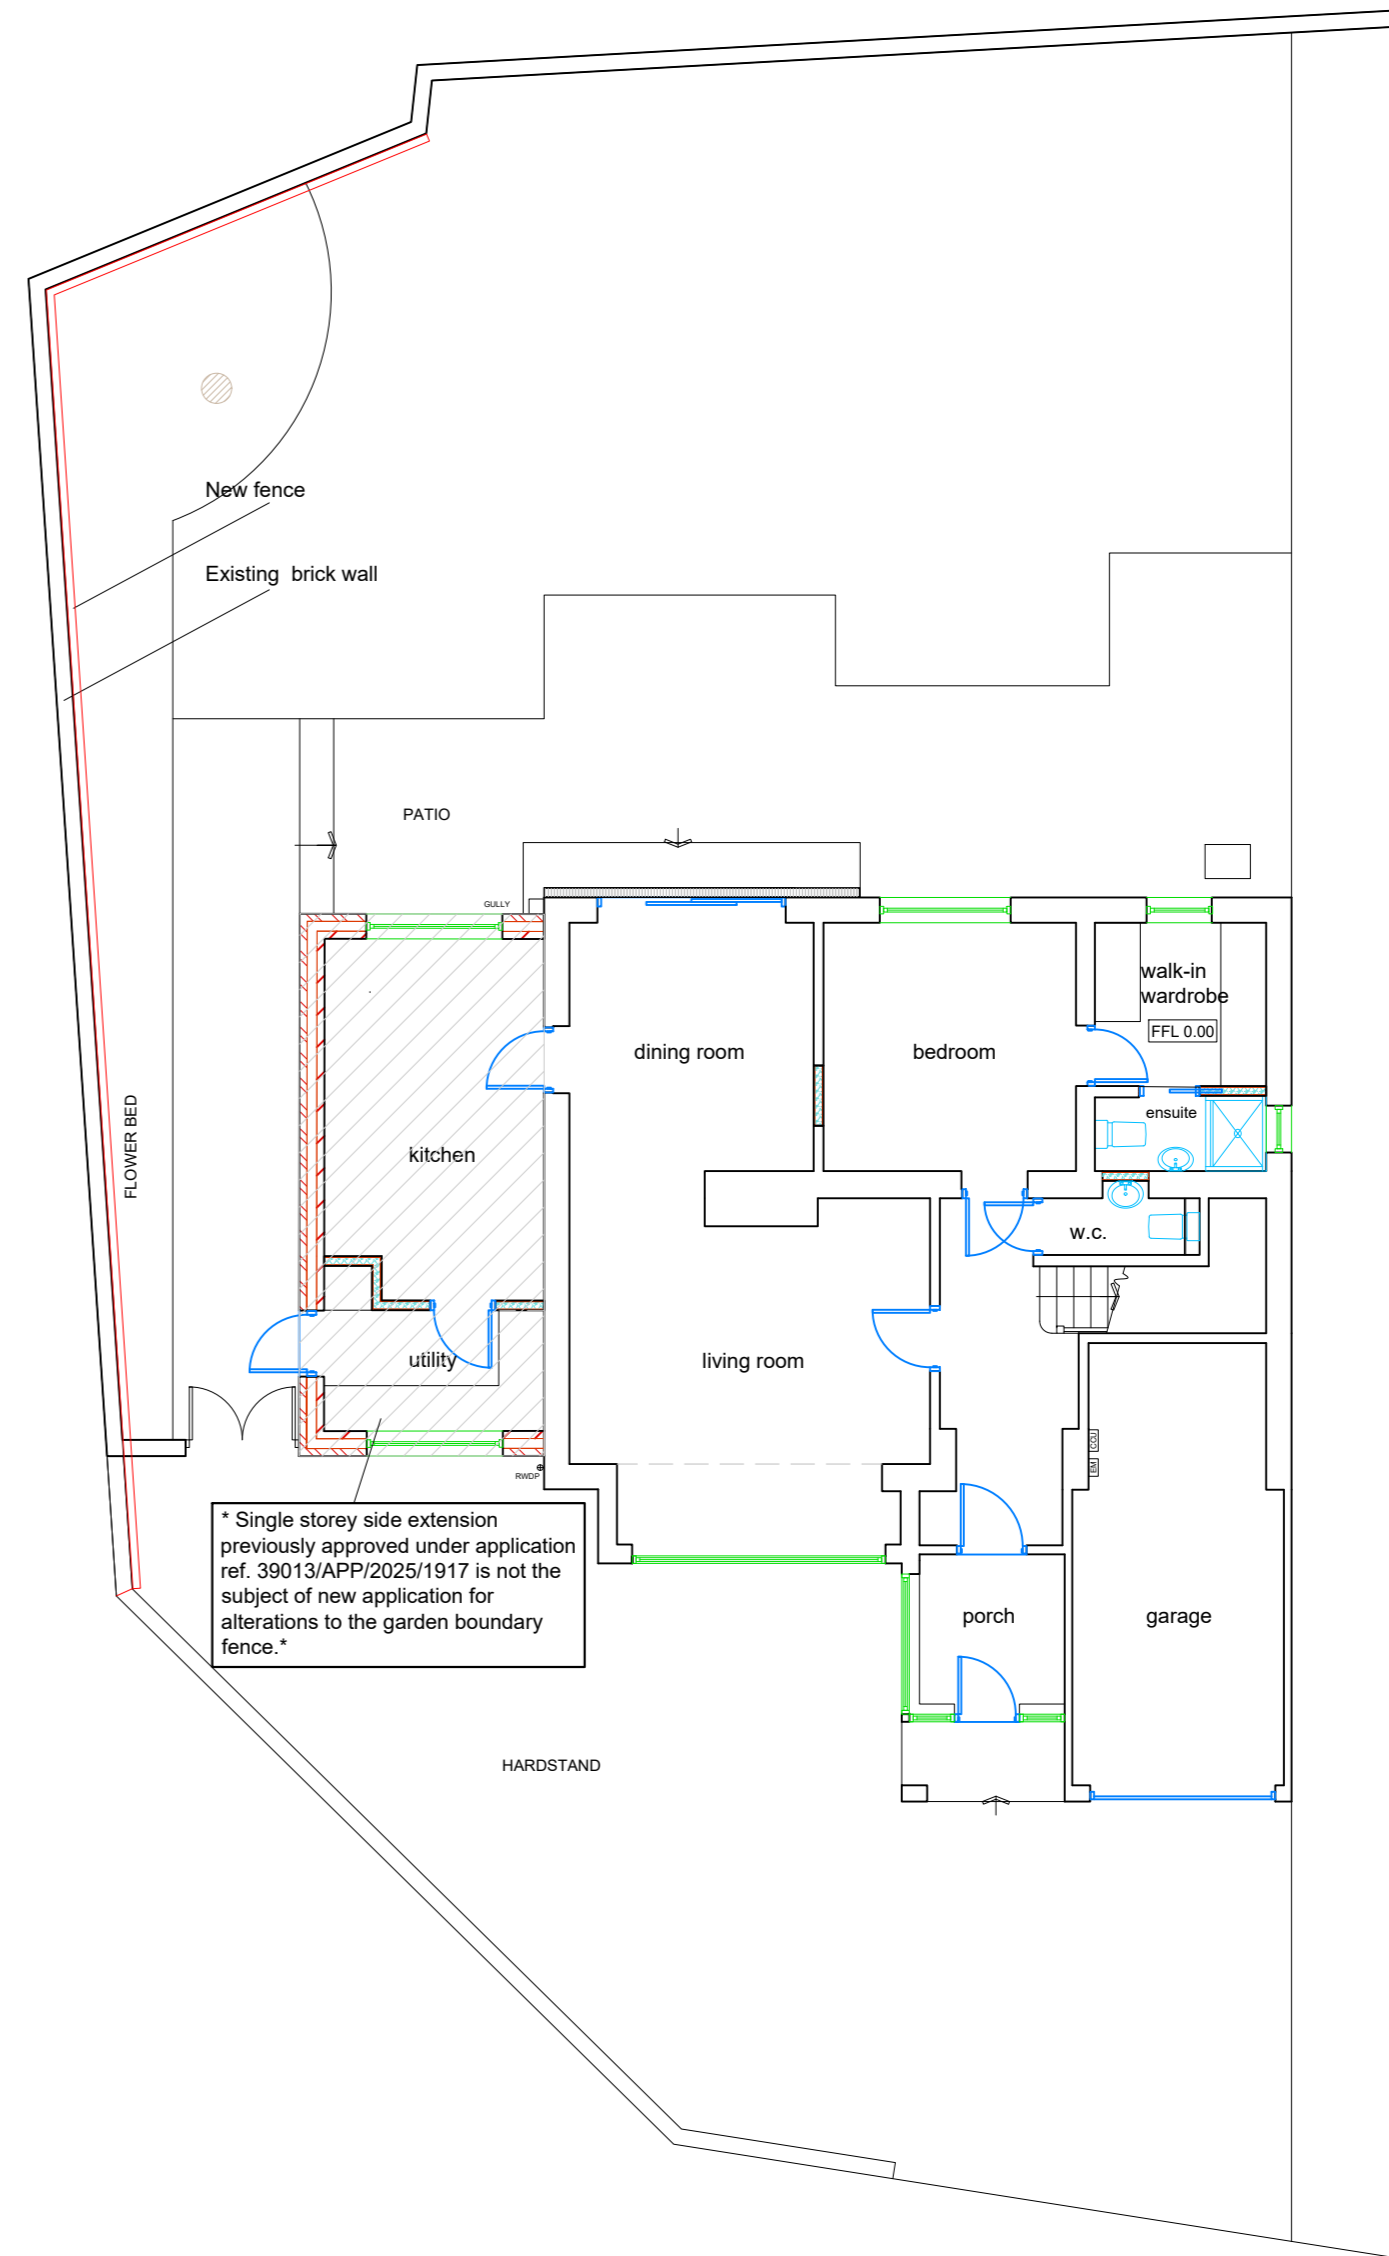 New fence
Existing brick wall
PATIO
GULLY
walk-in
wardrobe
FFL 0.00
dining room
bedroom
ensuite
FLOWER BED
kitchen
w.c.
utility
living room
CCU
EM
RWDP
* Single storey side extension
previously approved under application
ref. 39013/APP/2025/1917 is not the
subject of new application for
alterations to the garden boundary
fence.*
porch
garage
HARDSTAND